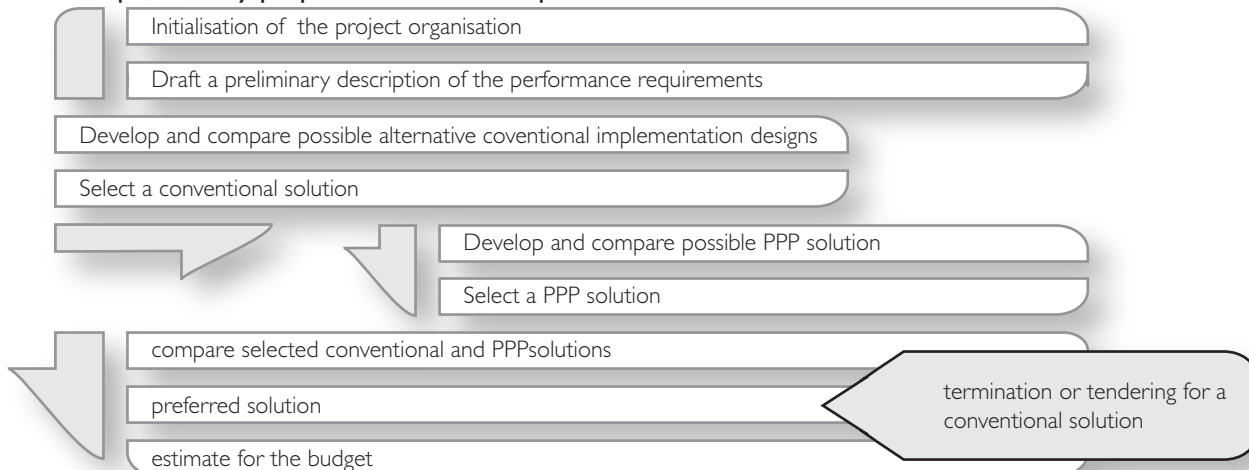 Initialisation of the project organisation
Draft a preliminary description of the performance requirements
Develop and compare possible alternative coventional implementation designs
Select a conventional solution
Develop and compare possible PPP solution
Select a PPP solution
compare selected conventional and PPPsolutions
preferred solution
termination or tendering for a
conventional solution
estimate for the budget